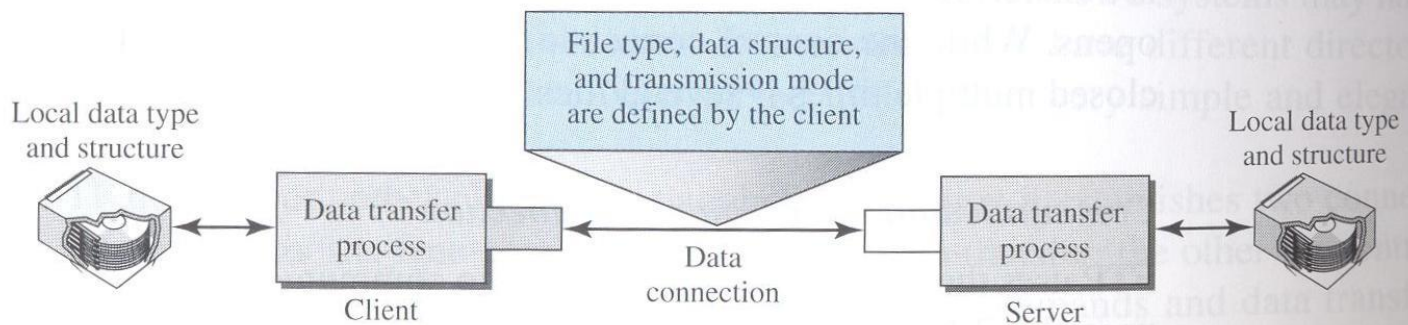 File type, data structure,
and transmission mode
are defined by the client
Local data type
and structure
Local data type
and structure
Data transfer
process
Data transfer
process
Data
connection
Client
Server